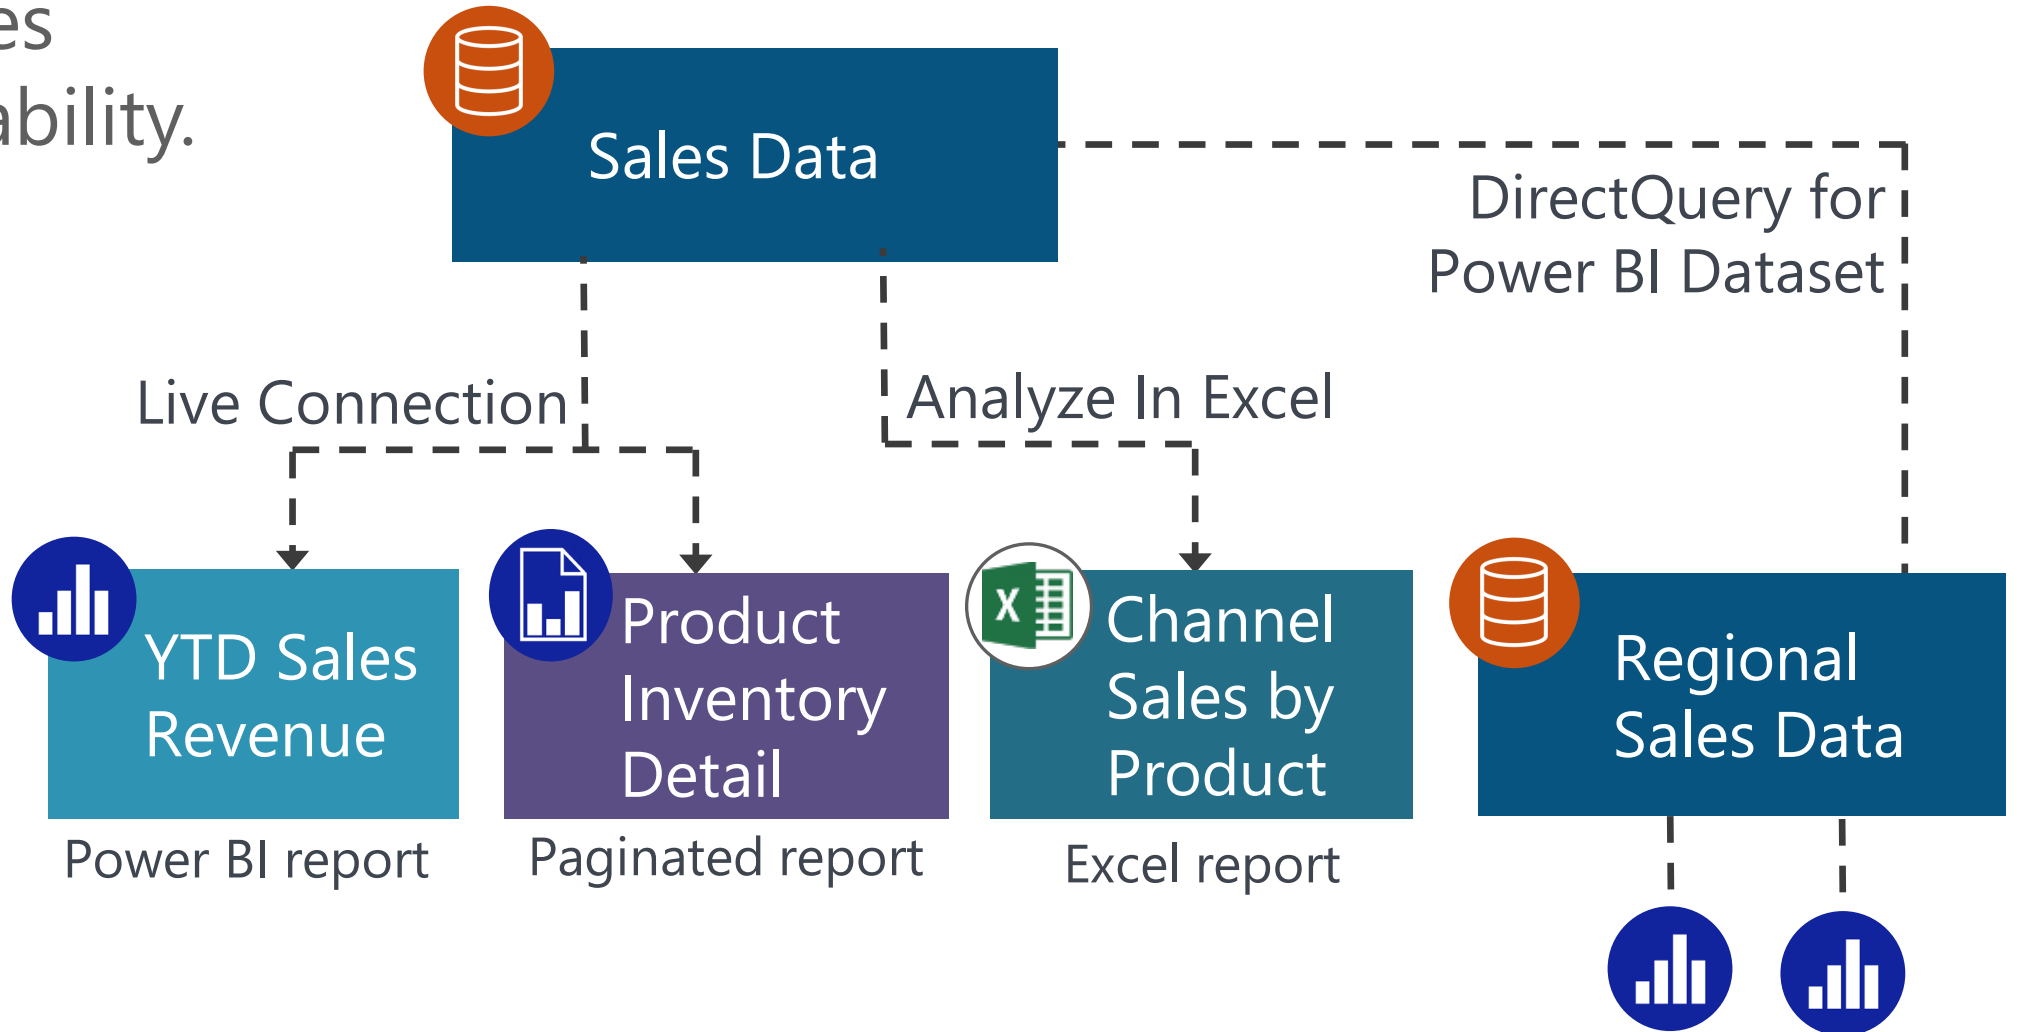 es
ability.
Sales Data
DirectQuery for
Power BI Dataset
Live Connection
Analyze In Excel
YTD Sales
Revenue
Product
Inventory
Detail
X
Channel
Sales by
Product
Regional
Sales Data
Power BI report
Paginated report
Excel report